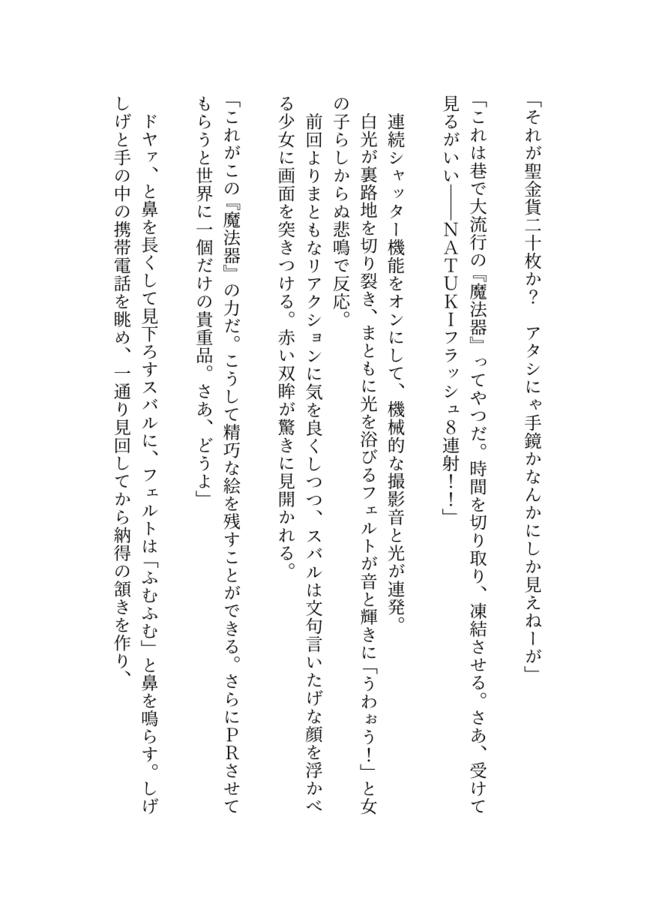 「それが聖金貨二十枚か？　アタシにゃ手鏡かなんかにしか見えねーが」
「これは巷で大流行の『魔法器』ってやつだ。時間を切り取り、凍結させる。さあ、受けて
見るがいい――ＮＡＴＵＫＩフラッシュ８連射！！」
　連続シャッター機能をオンにして、機械的な撮影音と光が連発。
　白光が裏路地を切り裂き、まともに光を浴びるフェルトが音と輝きに「うわぉう！」と女
の子らしからぬ悲鳴で反応。
　前回よりまともなリアクションに気を良くしつつ、スバルは文句言いたげな顔を浮かべ
る少女に画面を突きつける。赤い双眸が驚きに見開かれる。
「これがこの『魔法器』の力だ。こうして精巧な絵を残すことができる。さらにＰＲさせて
もらうと世界に一個だけの貴重品。さあ、どうよ」
　ドヤァ、と鼻を長くして見下ろすスバルに、フェルトは「ふむふむ」と鼻を鳴らす。しげ
しげと手の中の携帯電話を眺め、一通り見回してから納得の頷きを作り、